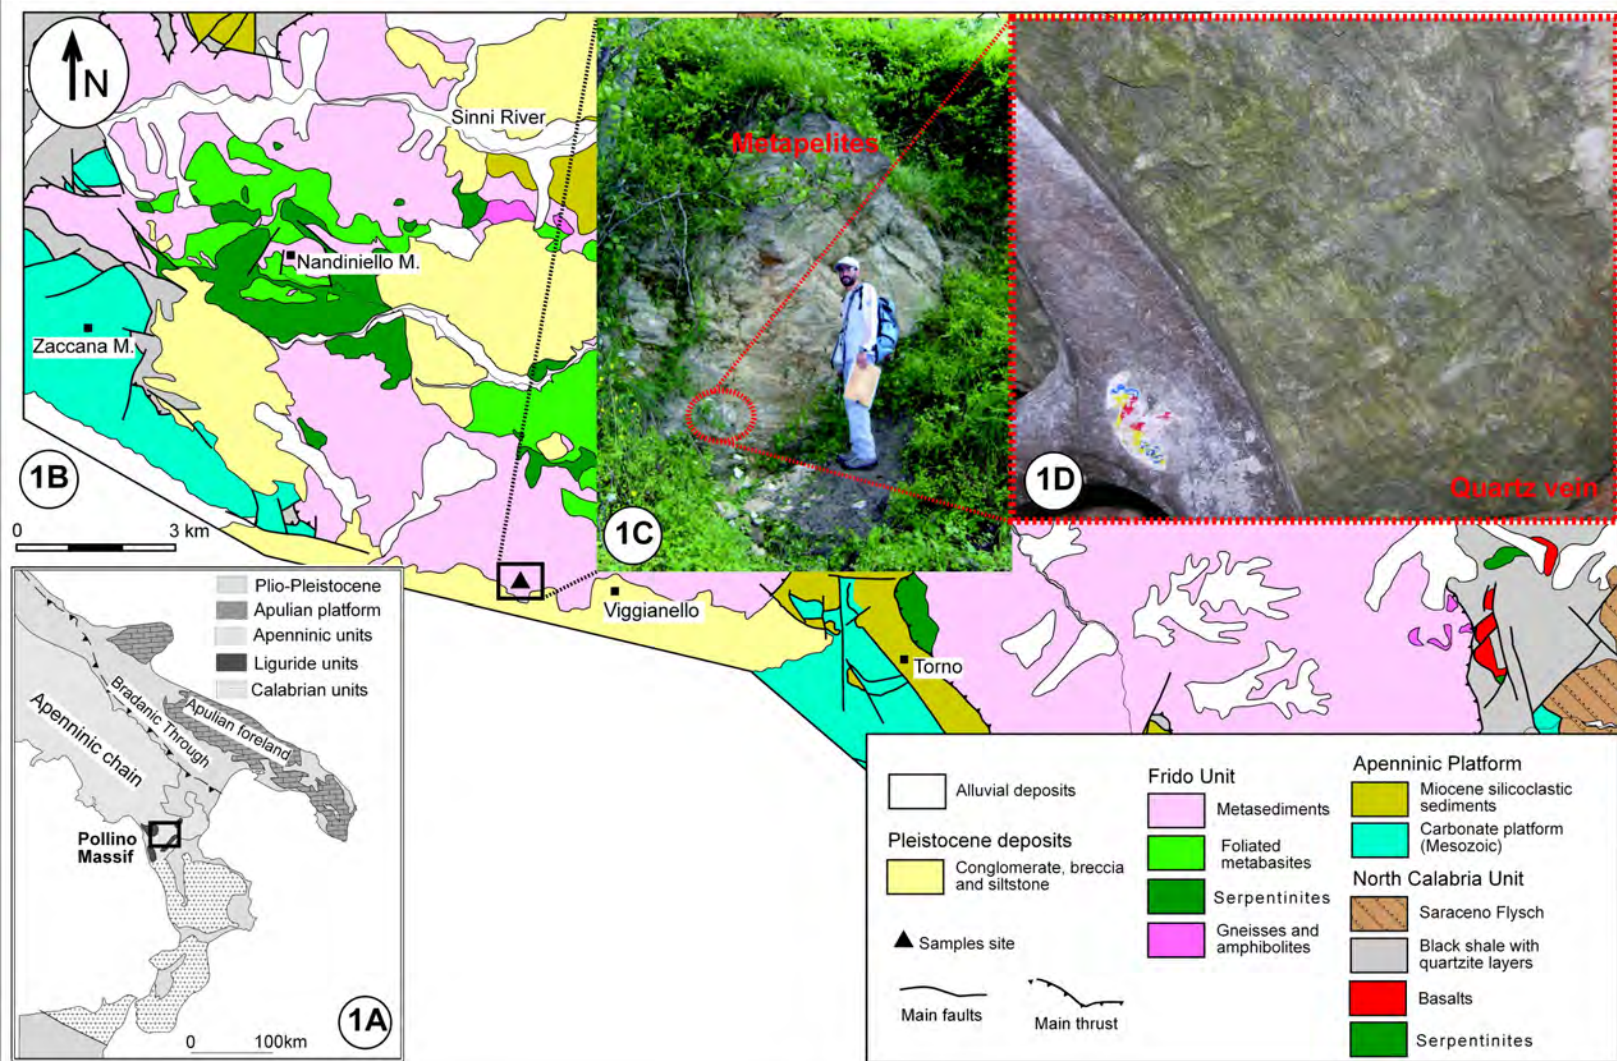 N
Sinni River
Nandiniello M.
Zaccana M.
1B
0 3 km
Viggianello
Torno
Metapelites
1C
1D
Quartz vein
Plio-Pleistocene
Apulian platform
Apenninic units
Liguride units
Calabrian units
Apenninic chain
Bradanic Through
Apulian foreland
Pollino
Massif
0 100km
1A
Alluvial deposits
Pleistocene deposits
Conglomerate, breccia
and siltstone
Samples site
Main faults
Main thrust
Frido Unit
Metasediments
Foliated
metabasites
Serpentinites
Gneisses and
amphibolites
Apenninic Platform
Miocene silicoclastic
sediments
Carbonate platform
(Mesozoic)
North Calabria Unit
Saraceno Flysch
Black shale with
quartzite layers
Basalts
Serpentinites